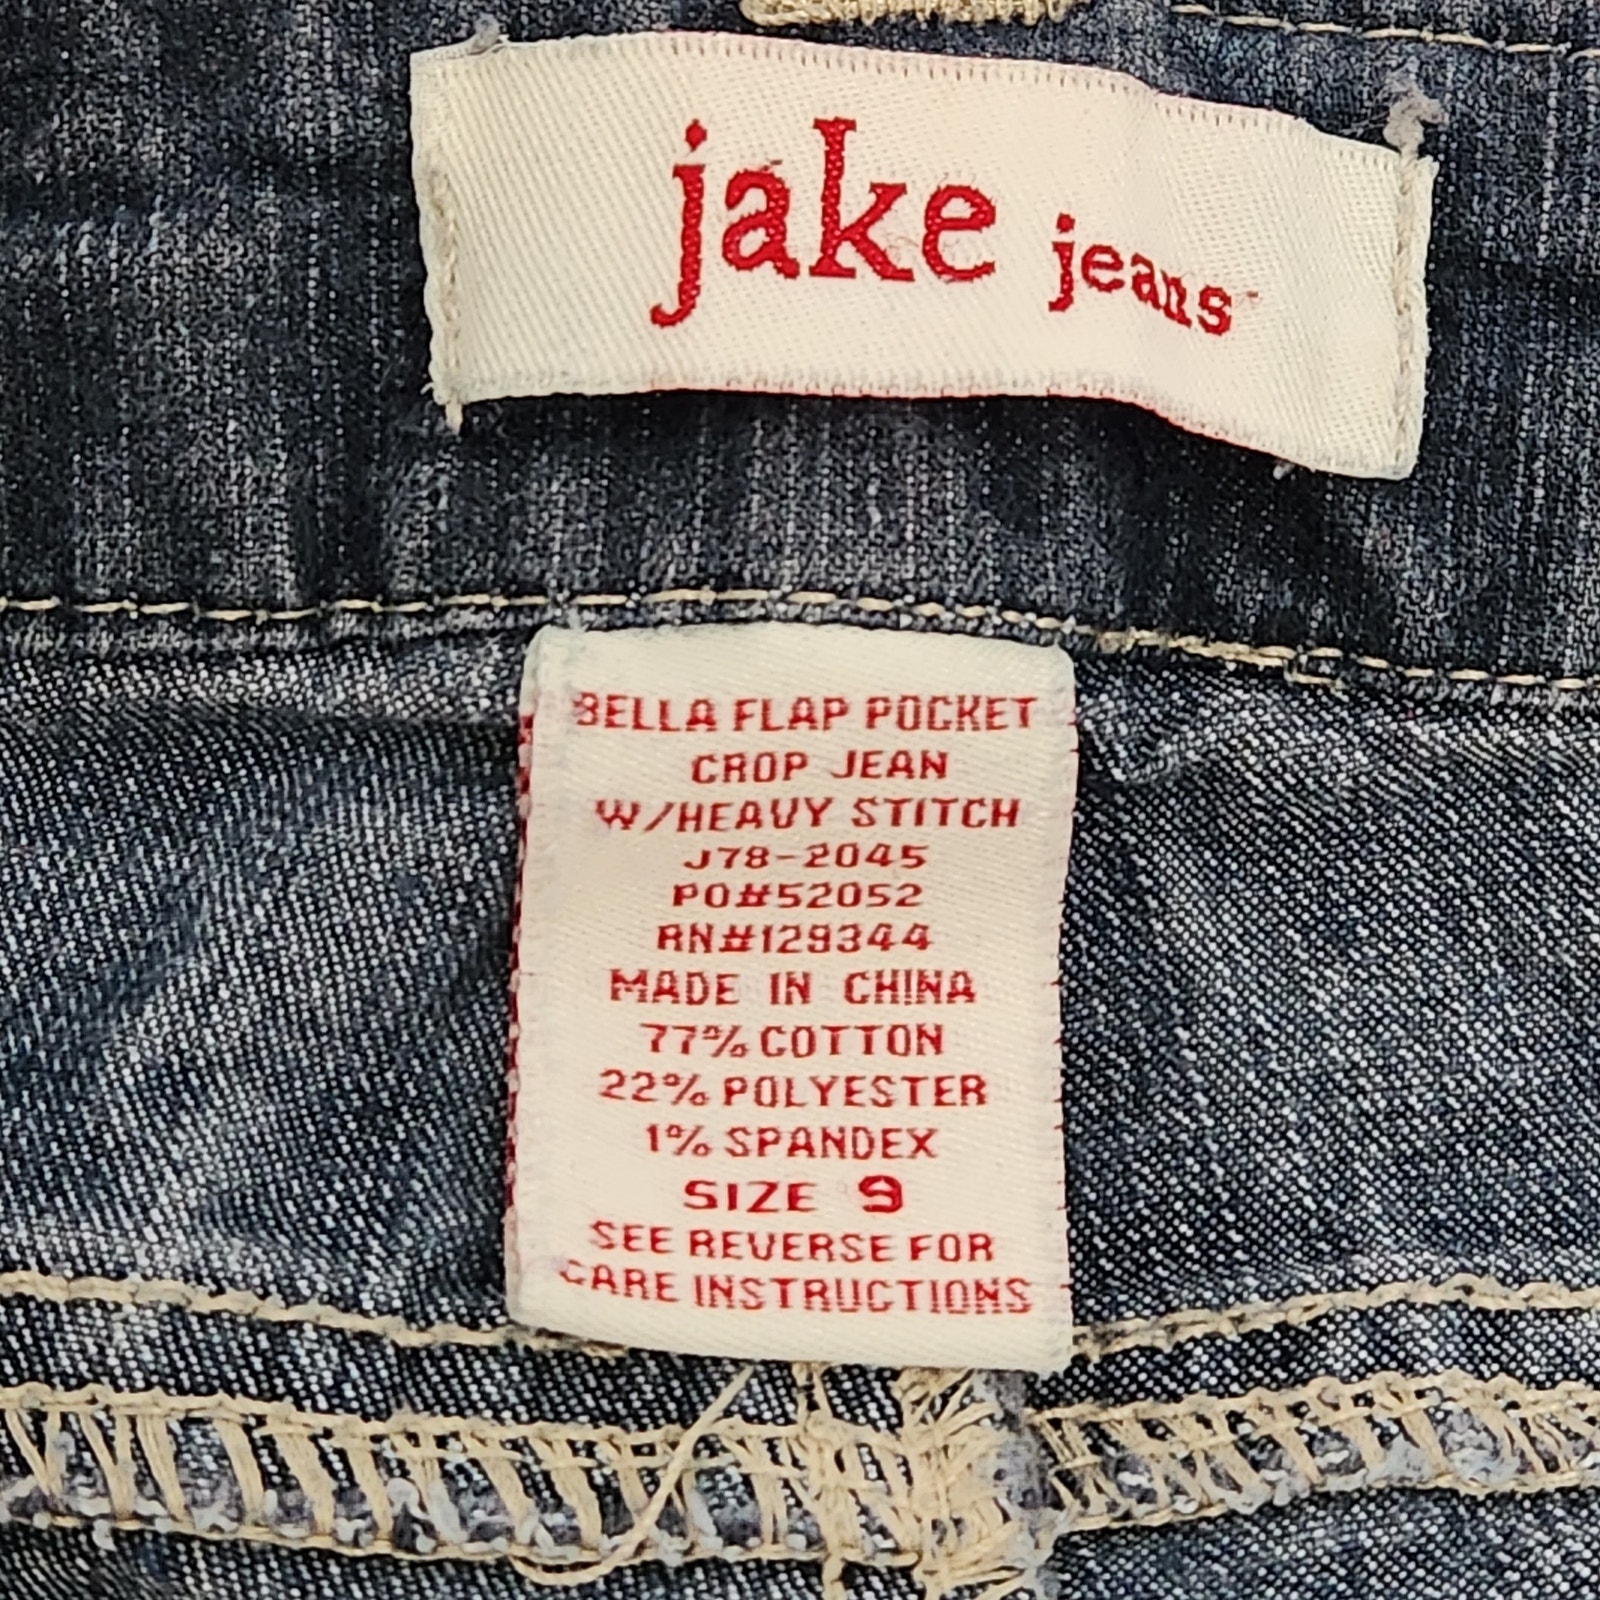 jake jeans
BELLA FLAP POCKET
CROP JEAN
W/HEAVY STITCH
J78-2045
PO#52052
RN#129344
MADE IN CHINA
77% COTTON
22% POLYESTER
1% SPANDEX
SIZE 9
SEE REVERSE FOR
CARE INSTRUCTIONS